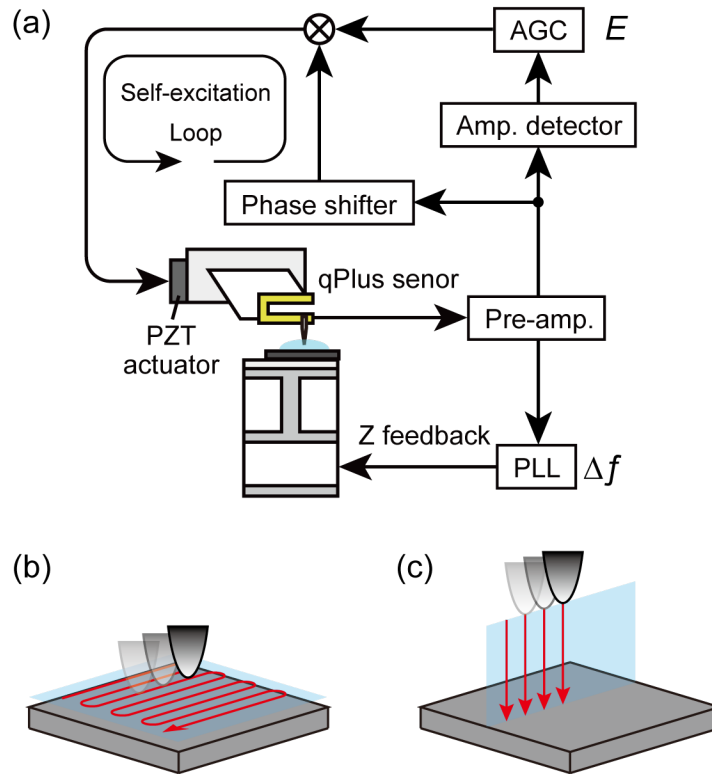 (a)
AGC
E
Self-excitation
Loop
Amp. detector
Phase shifter
qPlus senor
Pre-amp.
PZT
actuator
Z feedback
PLL
Δf
(b)
(c)